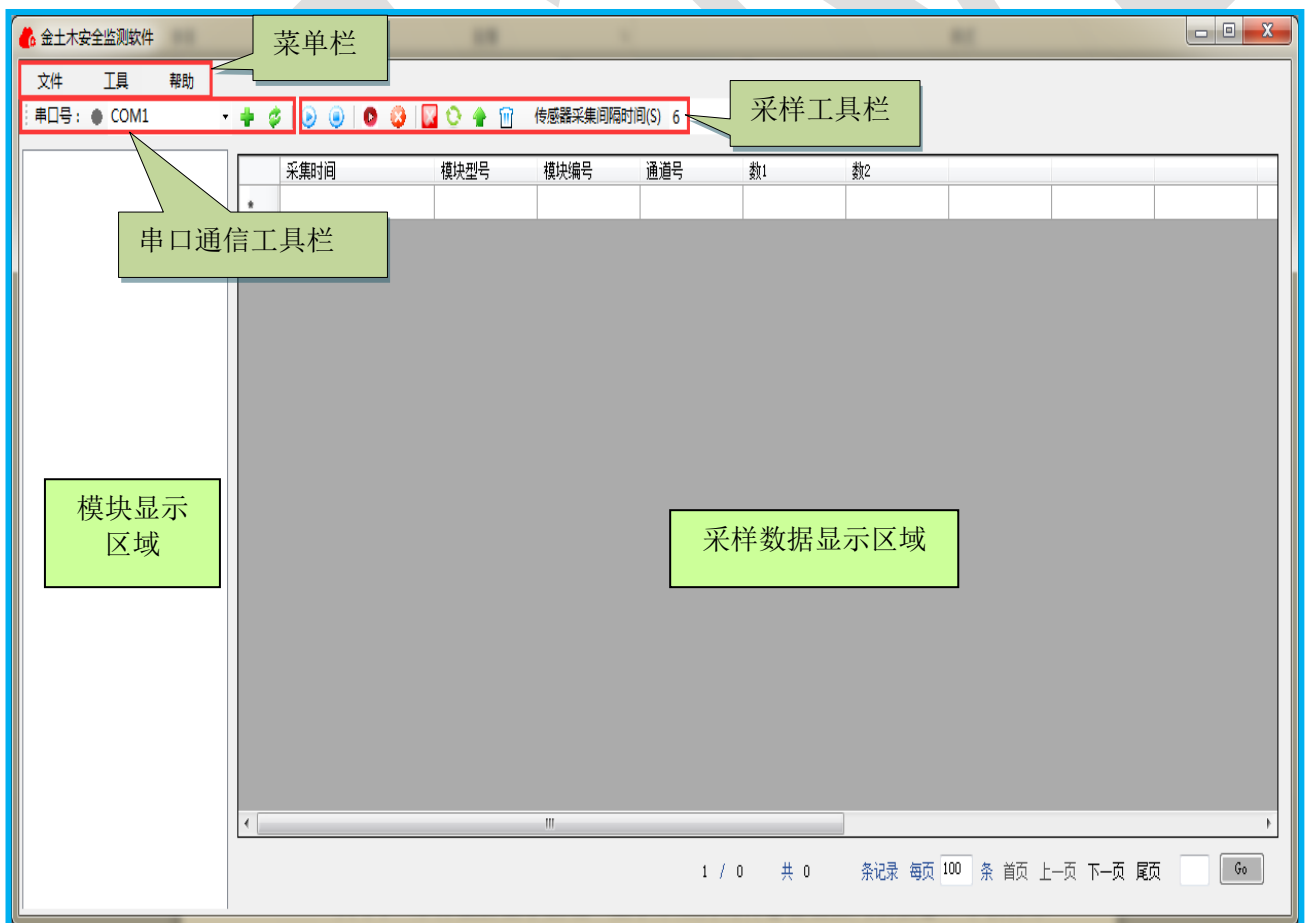 金土木安全监测软件
菜单栏
文件 工具 帮助
串口号: COM1
传感器采集间隔时间(S) 6
采样工具栏
采集时间 模块型号 模块编号 通道号 数1 数2
*
串口通信工具栏
模块显示
区域
采样数据显示区域
1 / 0 共 0 条记录 每页 100 条 首页 上一页 下一页 尾页 Go